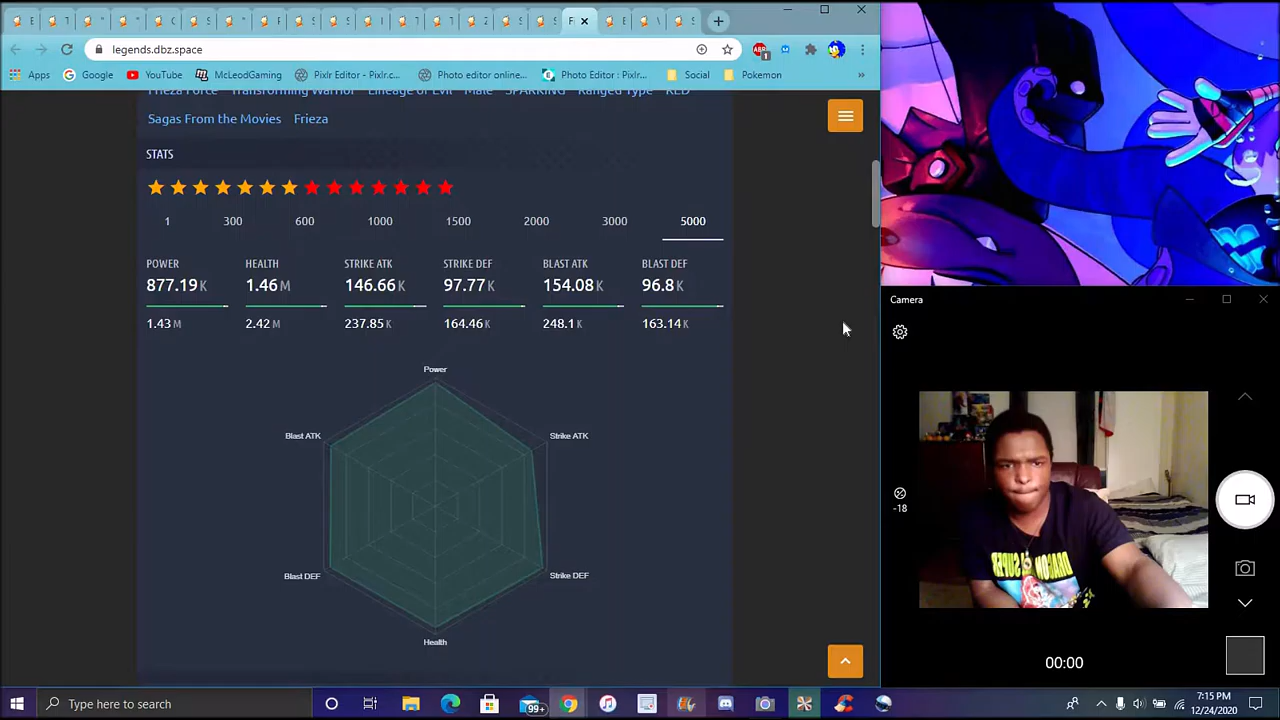 legends.dbz.space
ABP
1
Apps Google YouTube McLeodGaming Pixlr Editor - Pixlr.c... Photo editor online... Photo Editor : Pixlr... Social Pokemon »
Frieza Force Transforming Warrior Lineage of Evil Male SPARKING Ranged Type RED
Sagas From the Movies Frieza
STATS
1 300 600 1000 1500 2000 3000 5000
POWER HEALTH STRIKE ATK STRIKE DEF BLAST ATK BLAST DEF
877.19 K 1.46 M 146.66 K 97.77 K 154.08 K 96.8 K
1.43 M 2.42 M 237.85 K 164.46 K 248.1 K 163.14 K
Power
Blast ATK Strike ATK
Blast DEF Strike DEF
Health
Camera
-18
00:00
Type here to search
99+
7:15 PM
12/24/2020